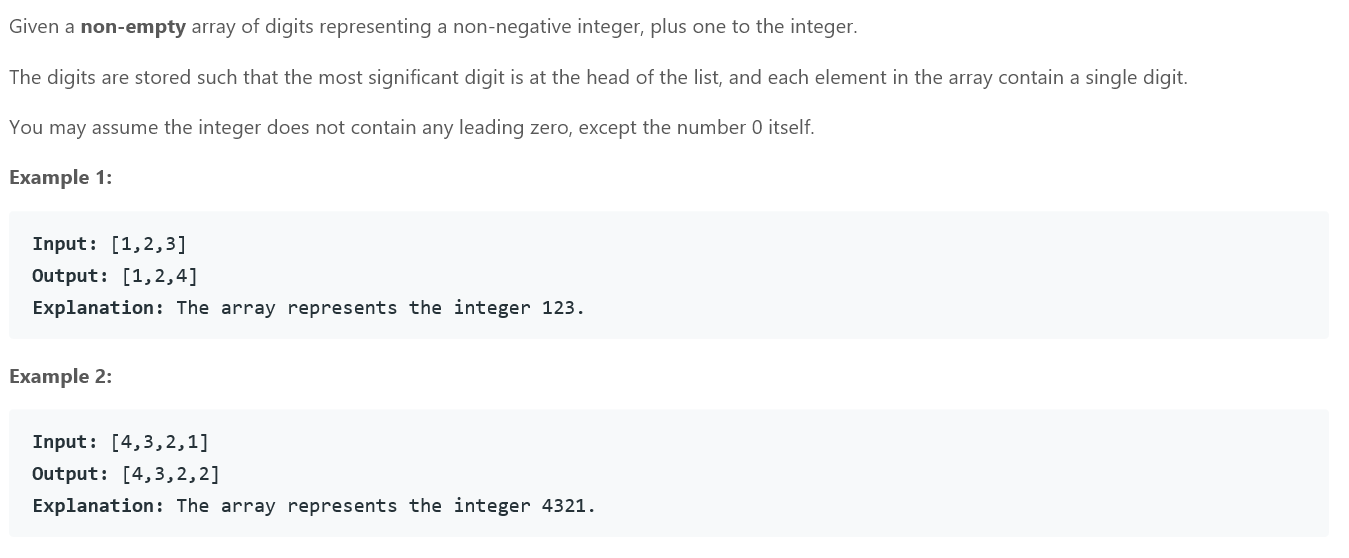 Given a non-empty array of digits representing a non-negative integer, plus one to the integer.
The digits are stored such that the most significant digit is at the head of the list, and each element in the array contain a single digit.
You may assume the integer does not contain any leading zero, except the number 0 itself.
Example 1:
Input: [1,2,3]
Output: [1,2,4]
Explanation: The array represents the integer 123.
Example 2:
Input: [4,3,2,1]
Output: [4,3,2,2]
Explanation: The array represents the integer 4321.